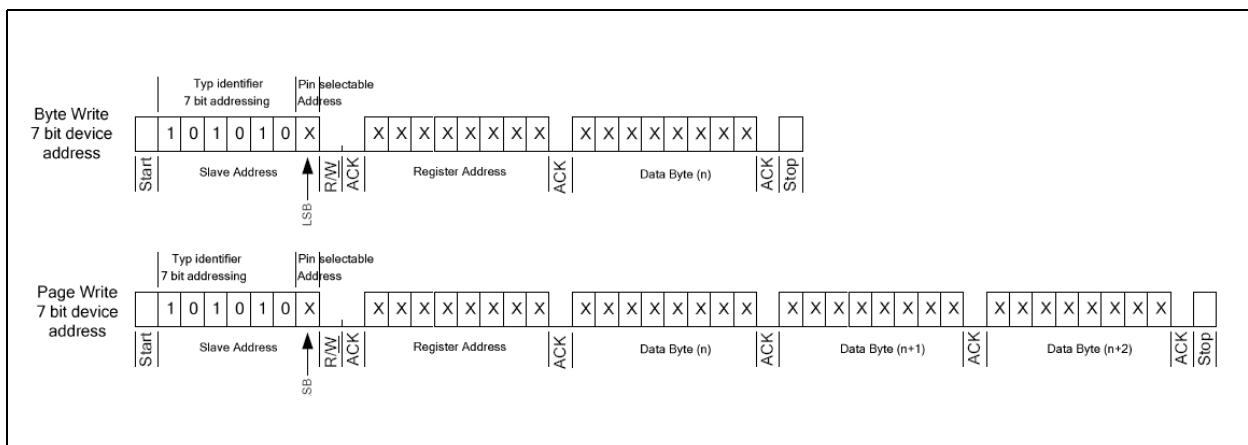 Typ identifier
7 bit addressing
Pin selectable
Address
Byte Write
7 bit device
address
1 0 1 0 1 0 X
X X X X X X X X
X X X X X X X X
Start
Slave Address
LSB
R/W
ACK
Register Address
ACK
Data Byte (n)
ACK
Stop
Typ identifier
7 bit addressing
Pin selectable
Address
Page Write
7 bit device
address
1 0 1 0 1 0 X
X X X X X X X X
X X X X X X X X
X X X X X X X X
X X X X X X X X
Start
Slave Address
SB
R/W
ACK
Register Address
ACK
Data Byte (n)
ACK
Data Byte (n+1)
ACK
Data Byte (n+2)
ACK
Stop